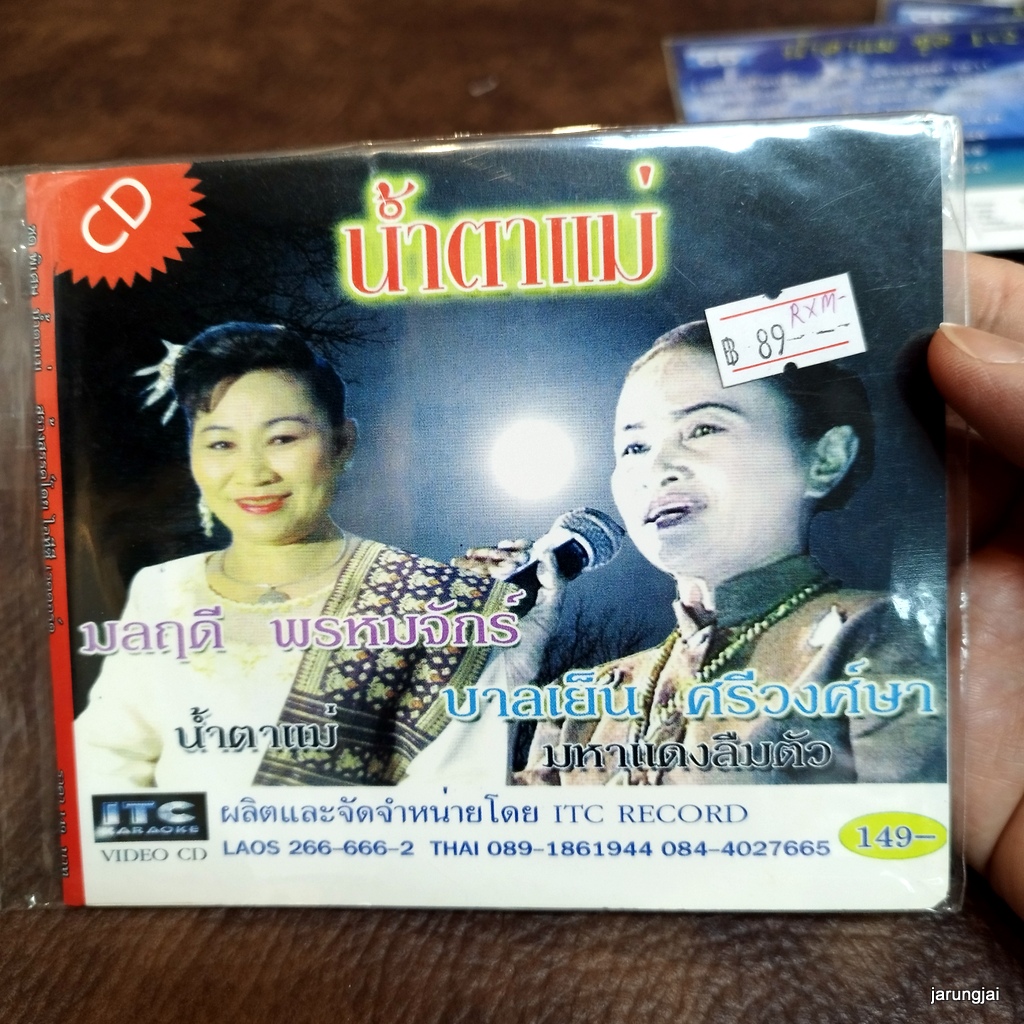 CD
น้ำตาแม่
RXM-
฿ 89-
มลฤดี พรหมจักร์
บาลเย็น ศรีวงศ์ษา
น้ำตาแม่
มหาแดงลืมตัว
ITC
KARAOKE
VIDEO CD
ผลิตและจัดจำหน่ายโดย ITC RECORD
LAOS 266-666-2 THAI 089-1861944 084-4027665
149-
jarungjai